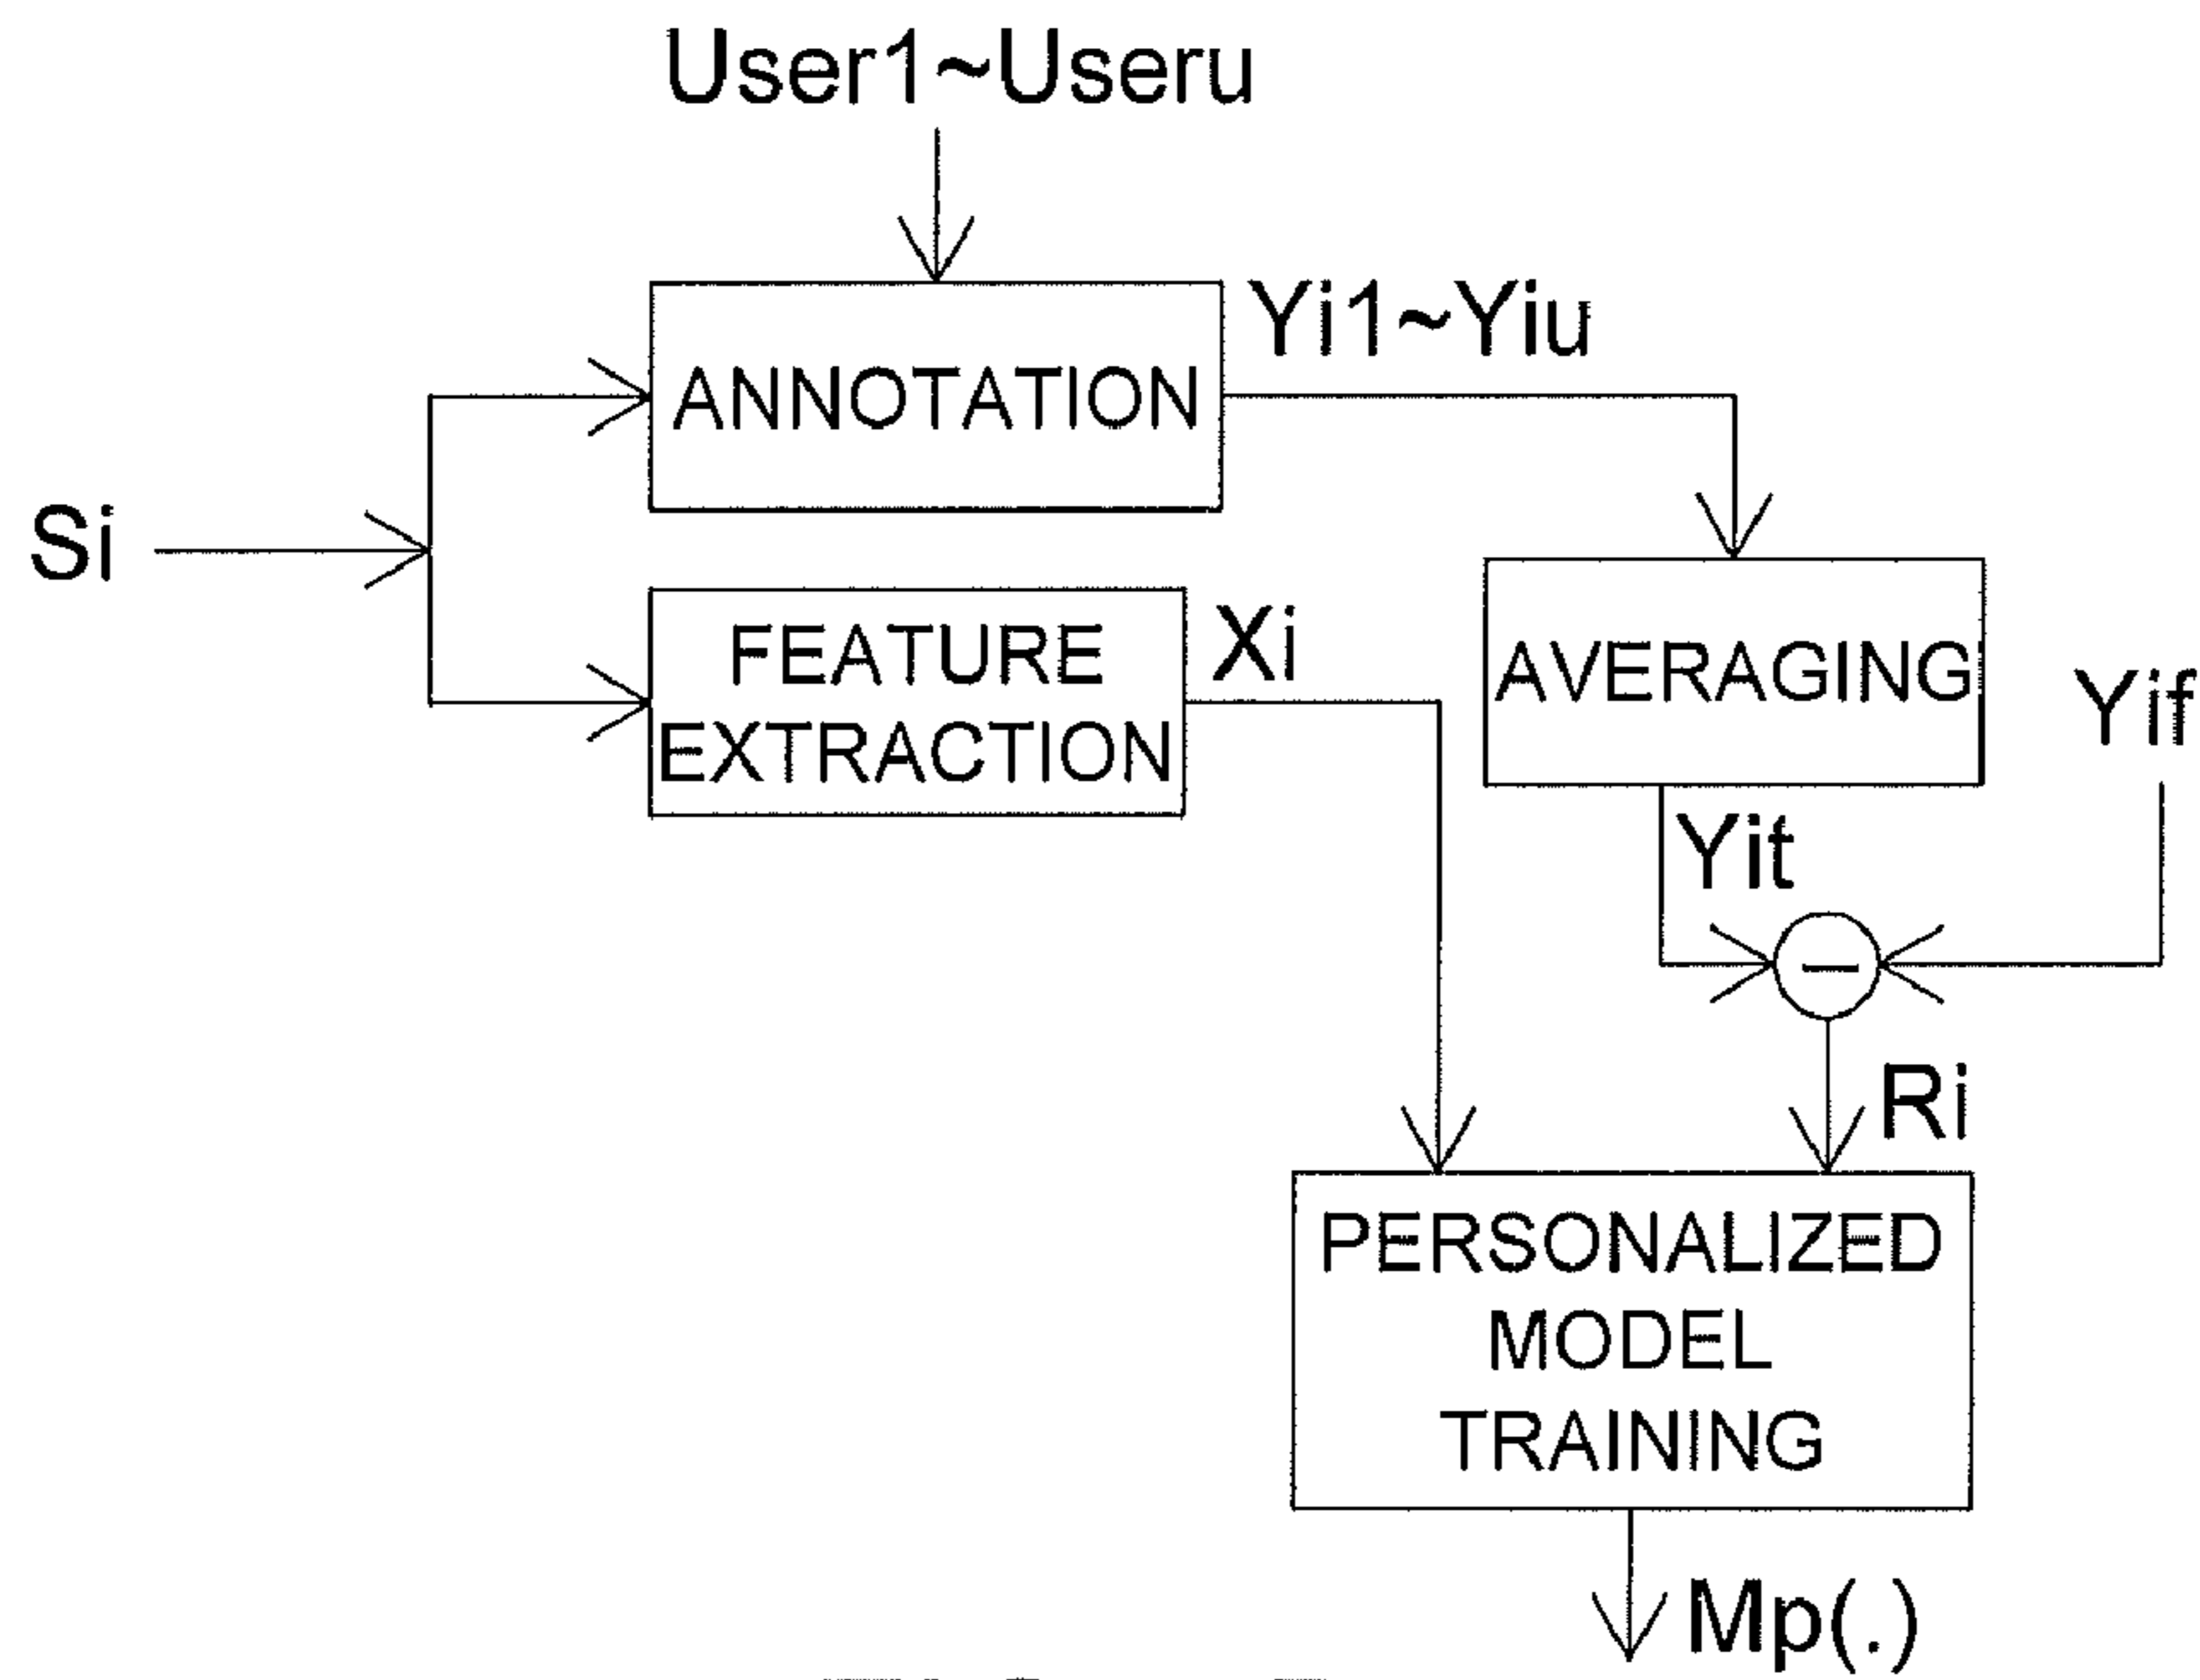 User1~Useru
Yi1~Yiu
ANNOTATION
Si
FEATURE
EXTRACTION
Xi
AVERAGING
Yif
Yit
−
Ri
PERSONALIZED
MODEL
TRAINING
Mp(.)